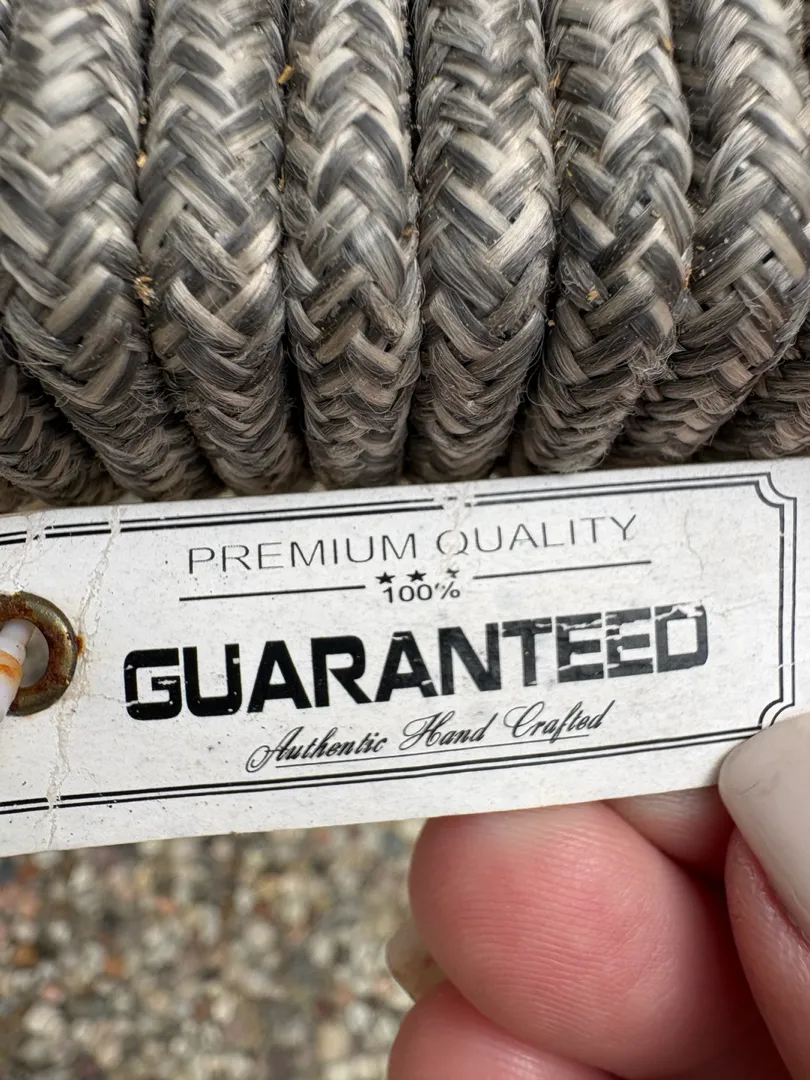 PREMIUM QUALITY
★★★
100%
GUARANTEED
Authentic Hand Crafted